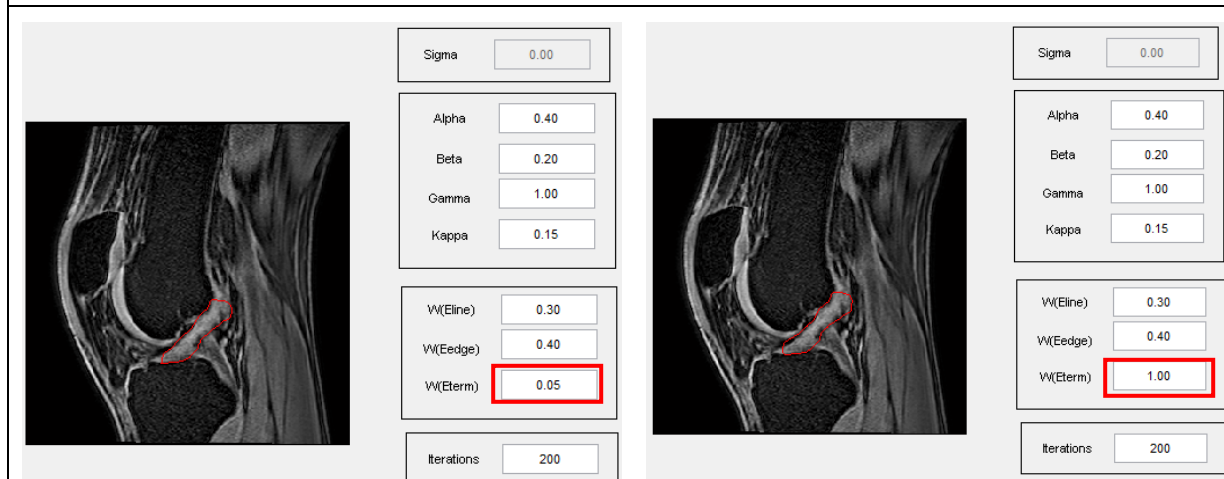 Sigma 0.00
Alpha 0.40
Beta 0.20
Gamma 1.00
Kappa 0.15
W(Eline) 0.30
W(Eedge) 0.40
W(Eterm) 0.05
Iterations 200
Sigma 0.00
Alpha 0.40
Beta 0.20
Gamma 1.00
Kappa 0.15
W(Eline) 0.30
W(Eedge) 0.40
W(Eterm) 1.00
Iterations 200